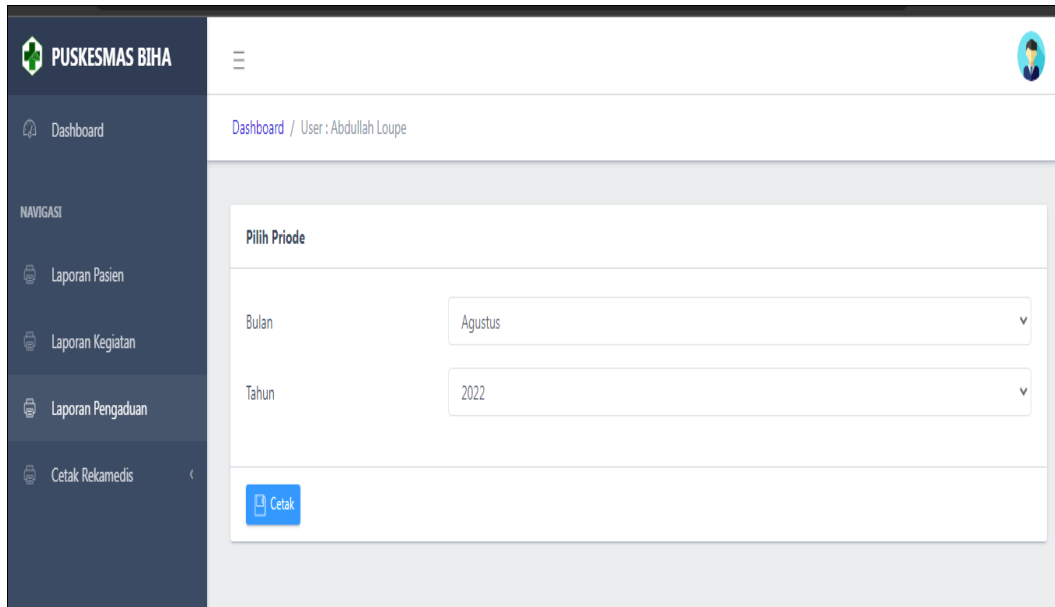 PUSKESMAS BIHA
Dashboard
NAVIGASI
Laporan Pasien
Laporan Kegiatan
Laporan Pengaduan
Cetak Rekamedis
Dashboard / User : Abdullah Loupe
Pilih Priode
Bulan
Agustus
Tahun
2022
Cetak